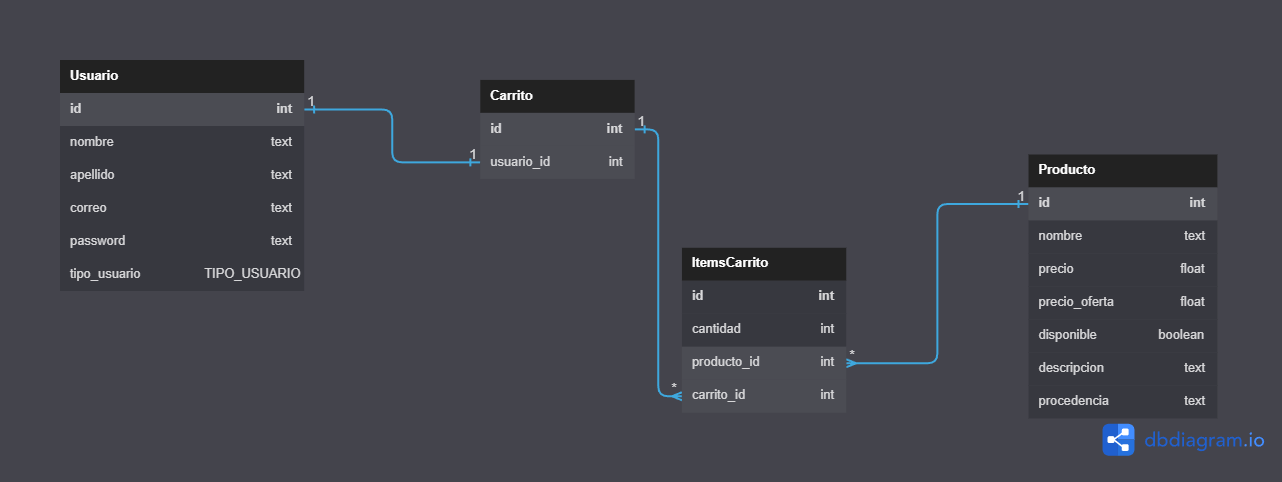 Usuario
id int
nombre text
apellido text
correo text
password text
tipo_usuario TIPO_USUARIO
1
1
Carrito
id int
usuario_id int
1
*
ItemsCarrito
id int
cantidad int
producto_id int
carrito_id int
*
1
Producto
id int
nombre text
precio float
precio_oferta float
disponible boolean
descripcion text
procedencia text
dbdiagram.io